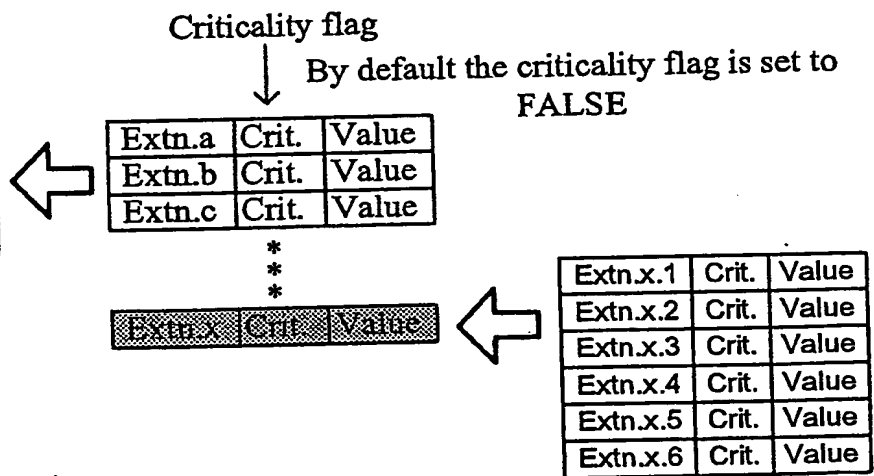 Criticality flag
By default the criticality flag is set to
FALSE
Extn.a Crit. Value
Extn.b Crit. Value
Extn.c Crit. Value
*
*
*
Extn.x Crit. Value
Extn.x.1 Crit. Value
Extn.x.2 Crit. Value
Extn.x.3 Crit. Value
Extn.x.4 Crit. Value
Extn.x.5 Crit. Value
Extn.x.6 Crit. Value